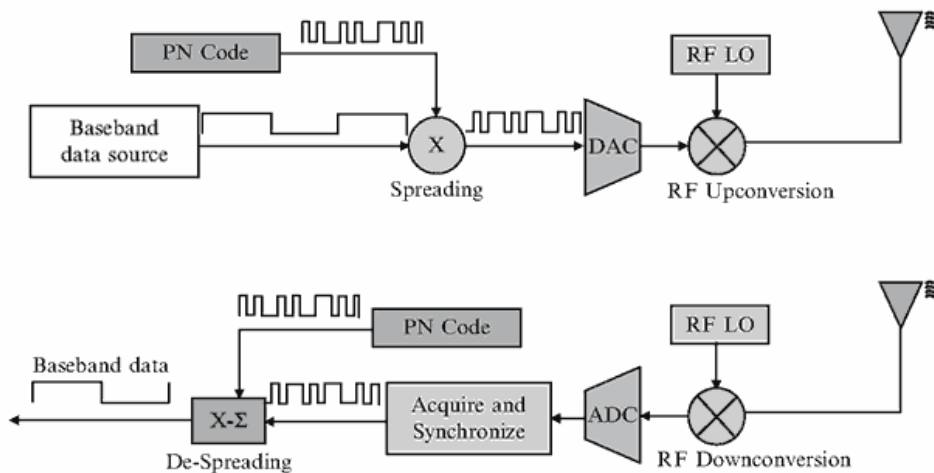 PN Code
RF LO
Baseband
data source
X
DAC
Spreading
RF Upconversion
PN Code
RF LO
Baseband data
X-Σ
Acquire and
Synchronize
ADC
De-Spreading
RF Downconversion